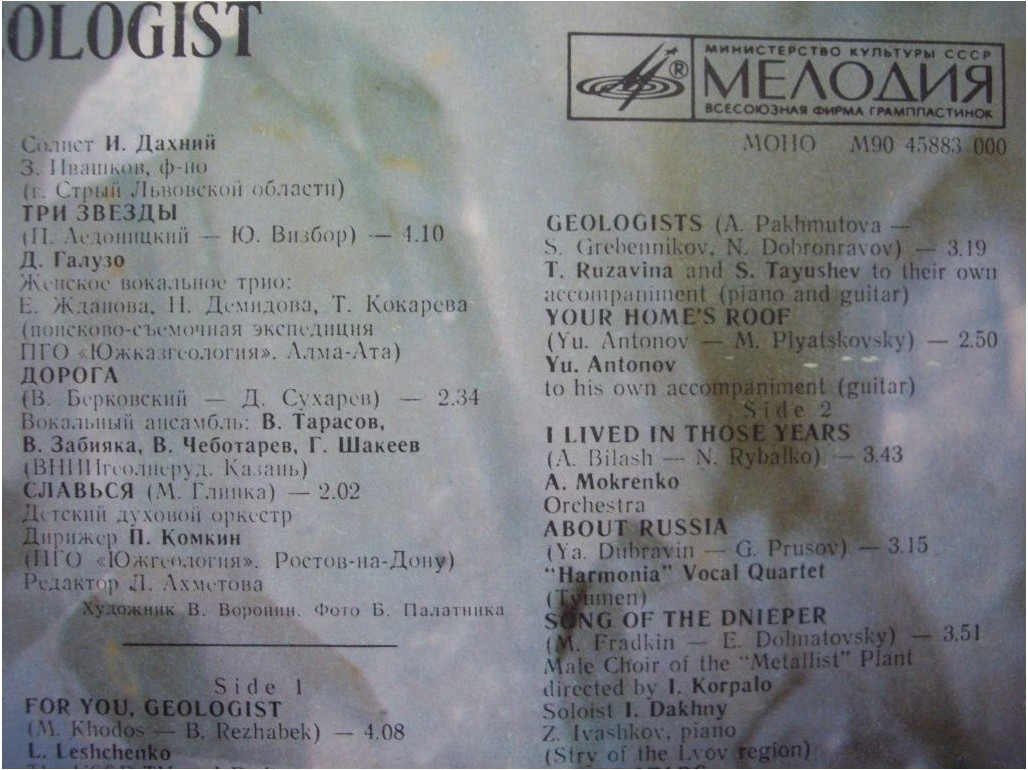 OLOGIST
Солист И. Дахний
З. Ивашков, ф-но
(г. Стрый Львовской области)
ТРИ ЗВЕЗДЫ
(П. Аедоницкий — Ю. Визбор) — 4.10
Д. Галузо
Женское вокальное трио:
Е. Жданова, Н. Демидова, Т. Кокарева
(поисково-съемочная экспедиция
ПГО «Южказгеология», Алма-Ата)
ДОРОГА
(В. Берковский — Д. Сухарев) — 2.34
Вокальный ансамбль: В. Тарасов,
В. Забияка, В. Чеботарев, Г. Шакеев
(ВНИИгеолнеруд, Казань)
СЛАВЬСЯ (М. Глинка) — 2.02
Детский духовой оркестр
Дирижер П. Комкин
(ПГО «Южгеология», Ростов-на-Дону)
Редактор Л. Ахметова
Художник В. Воронин. Фото Б. Палатника
Side 1
FOR YOU, GEOLOGIST
(M. Khodos — B. Rezhabek) — 4.08
L. Leshchenko
МИНИСТЕРСТВО КУЛЬТУРЫ СССР
® МЕЛОДИЯ
ВСЕСОЮЗНАЯ ФИРМА ГРАМПЛАСТИНОК
МОНО М90 45883 000
GEOLOGISTS (A. Pakhmutova —
S. Grebennikov, N. Dobronravov) — 3.19
T. Ruzavina and S. Tayushev to their own
accompaniment (piano and guitar)
YOUR HOME'S ROOF
(Yu. Antonov — M. Plyatskovsky) — 2.50
Yu. Antonov
to his own accompaniment (guitar)
Side 2
I LIVED IN THOSE YEARS
(A. Bilash — N. Rybalko) — 3.43
A. Mokrenko
Orchestra
ABOUT RUSSIA
(Ya. Dubravin — G. Prusov) — 3.15
"Harmonia" Vocal Quartet
(Tyumen)
SONG OF THE DNIEPER
(M. Fradkin — E. Dolmatovsky) — 3.51
Male Choir of the "Metallist" Plant
directed by I. Korpalo
Soloist I. Dakhny
Z. Ivashkov, piano
(Stry of the Lvov region)